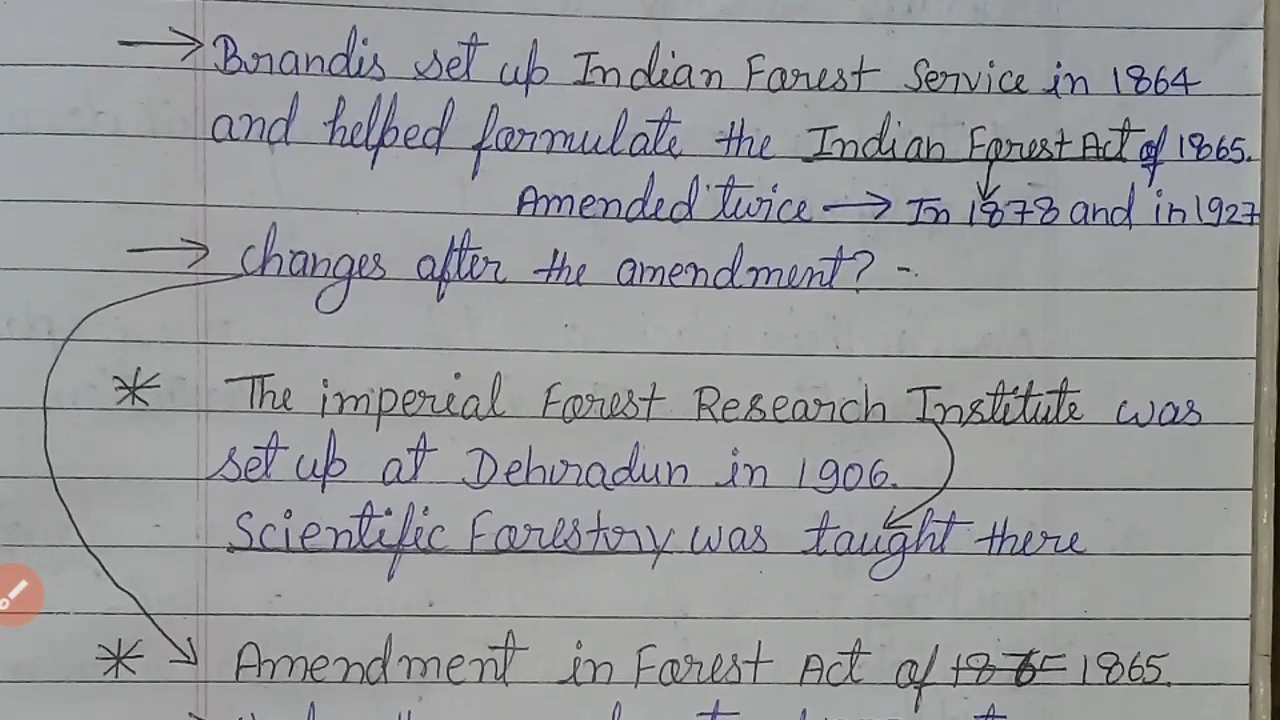 → Brandis set up Indian Forest Service in 1864
and helped formulate the Indian Forest Act of 1865.
Amended twice → In 1878 and in 1927
→ Changes after the amendment? -.
* The imperial Forest Research Institute was
set up at Dehradun in 1906.
Scientific Forestory was taught there
* Amendment in Forest Act of 1865.